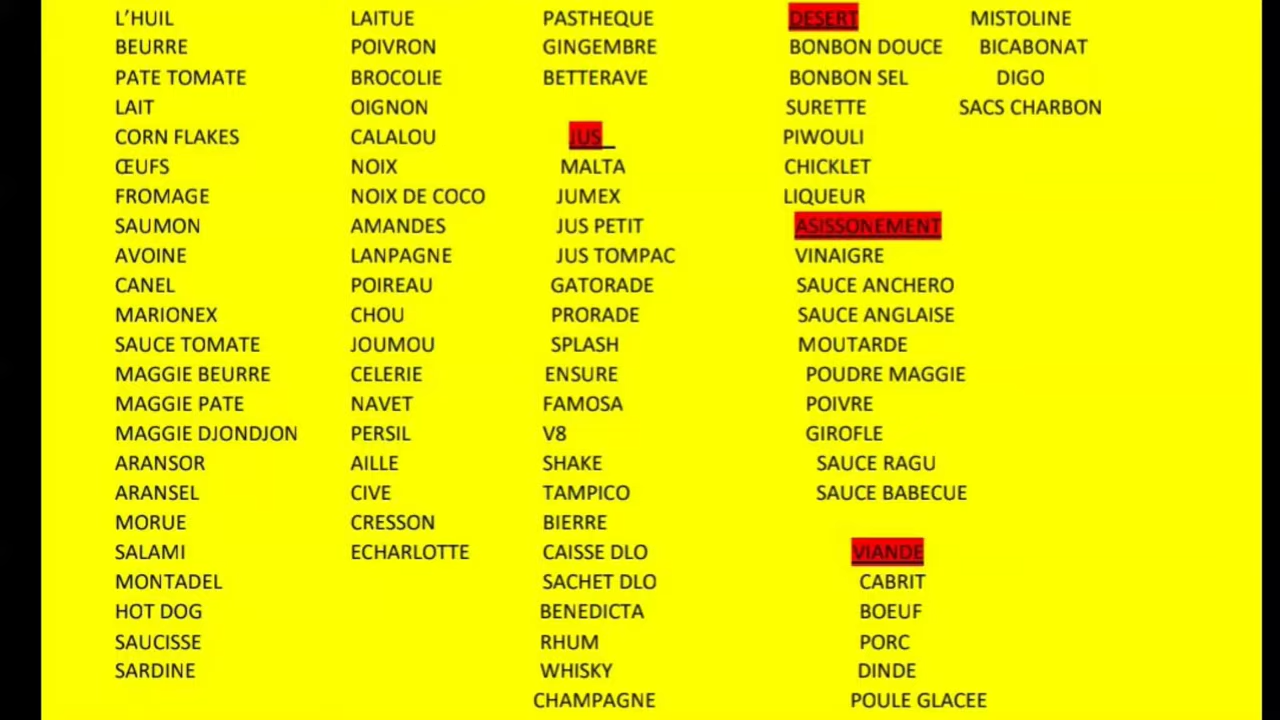 L’HUIL
BEURRE
PATE TOMATE
LAIT
CORN FLAKES
ŒUFS
FROMAGE
SAUMON
AVOINE
CANEL
MARIONEX
SAUCE TOMATE
MAGGIE BEURRE
MAGGIE PATE
MAGGIE DJONDJON
ARANSOR
ARANSEL
MORUE
SALAMI
MONTADEL
HOT DOG
SAUCISSE
SARDINE
LAITUE
POIVRON
BROCOLIE
OIGNON
CALALOU
NOIX
NOIX DE COCO
AMANDES
LANPAGNE
POIREAU
CHOU
JOUMOU
CELERIE
NAVET
PERSIL
AILLE
CIVE
CRESSON
ECHARLOTTE
PASTHEQUE
GINGEMBRE
BETTERAVE
JUS
MALTA
JUMEX
JUS PETIT
JUS TOMPAC
GATORADE
PRORADE
SPLASH
ENSURE
FAMOSA
V8
SHAKE
TAMPICO
BIERRE
CAISSE DLO
SACHET DLO
BENEDICTA
RHUM
WHISKY
CHAMPAGNE
DESERT
BONBON DOUCE
BONBON SEL
SURETTE
PIWOULI
CHICKLET
LIQUEUR
ASISSONEMENT
VINAIGRE
SAUCE ANCHERO
SAUCE ANGLAISE
MOUTARDE
POUDRE MAGGIE
POIVRE
GIROFLE
SAUCE RAGU
SAUCE BABECUE
VIANDE
CABRIT
BOEUF
PORC
DINDE
POULE GLACEE
MISTOLINE
BICABONAT
DIGO
SACS CHARBON